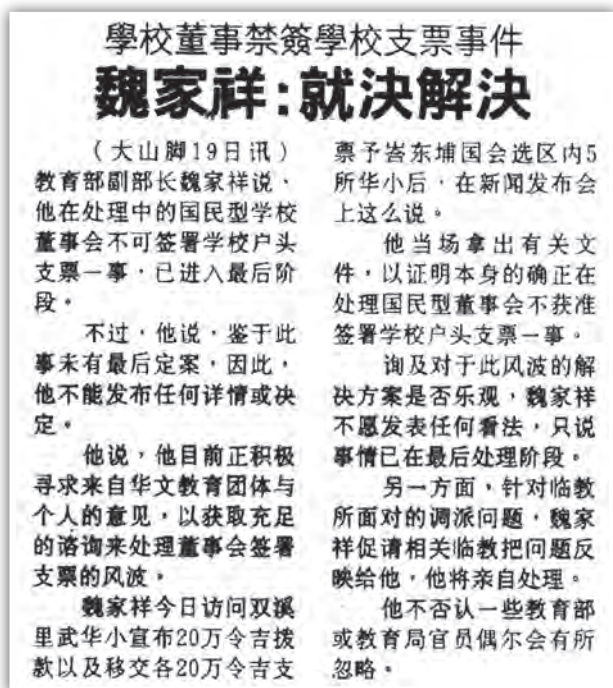 學校董事禁簽學校支票事件
魏家祥:就決解決
(大山脚19日讯)
教育部副部长魏家祥说、
他在处理中的国民型学校
董事会不可签署学校户头
支票一事,已进入最后阶
段。
不过,他说,鉴于此
事未有最后定案,因此,
他不能发布任何详情或决
定。
他说,他目前正积极
寻求来自华文教育团体与
个人的意见,以获取充足
的谘询来处理董事会签署
支票的风波。
魏家祥今日访问双溪
里武华小宣布20万令吉拨
款以及移交各20万令吉支
票予峇东埔国会选区内5
所华小后,在新闻发布会
上这么说。
他当场拿出有关文
件,以证明本身的确正在
处理国民型董事会不获准
签署学校户头支票一事。
询及对于此风波的解
决方案是否乐观,魏家祥
不愿发表任何看法,只说
事情已在最后处理阶段。
另一方面,针对临教
所面对的调派问题,魏家
祥促请相关临教把问题反
映给他,他将亲自处理。
他不否认一些教育部
或教育局官员偶尔会有所
忽略。